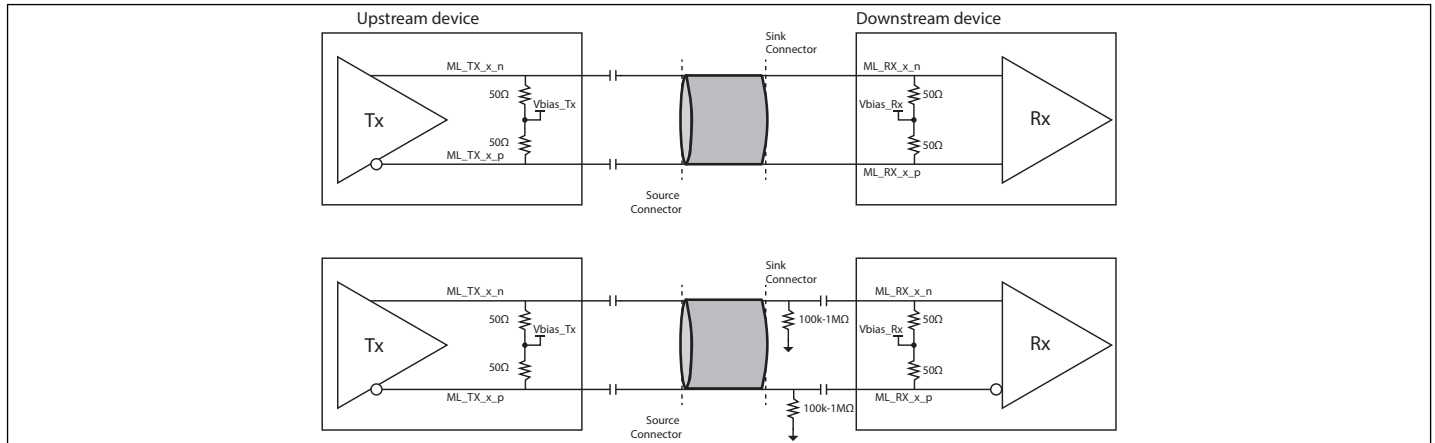 Upstream device
Downstream device
Sink
Connector
ML_TX_x_n
ML_RX_x_n
50Ω
50Ω
Vbias_Tx
Vbias_Rx
Tx
Rx
50Ω
50Ω
ML_TX_x_p
ML_RX_x_p
Source
Connector
Sink
Connector
ML_TX_x_n
ML_RX_x_n
50Ω
100k-1MΩ
50Ω
Vbias_Tx
Vbias_Rx
Tx
Rx
50Ω
50Ω
ML_TX_x_p
ML_RX_x_p
100k-1MΩ
Source
Connector